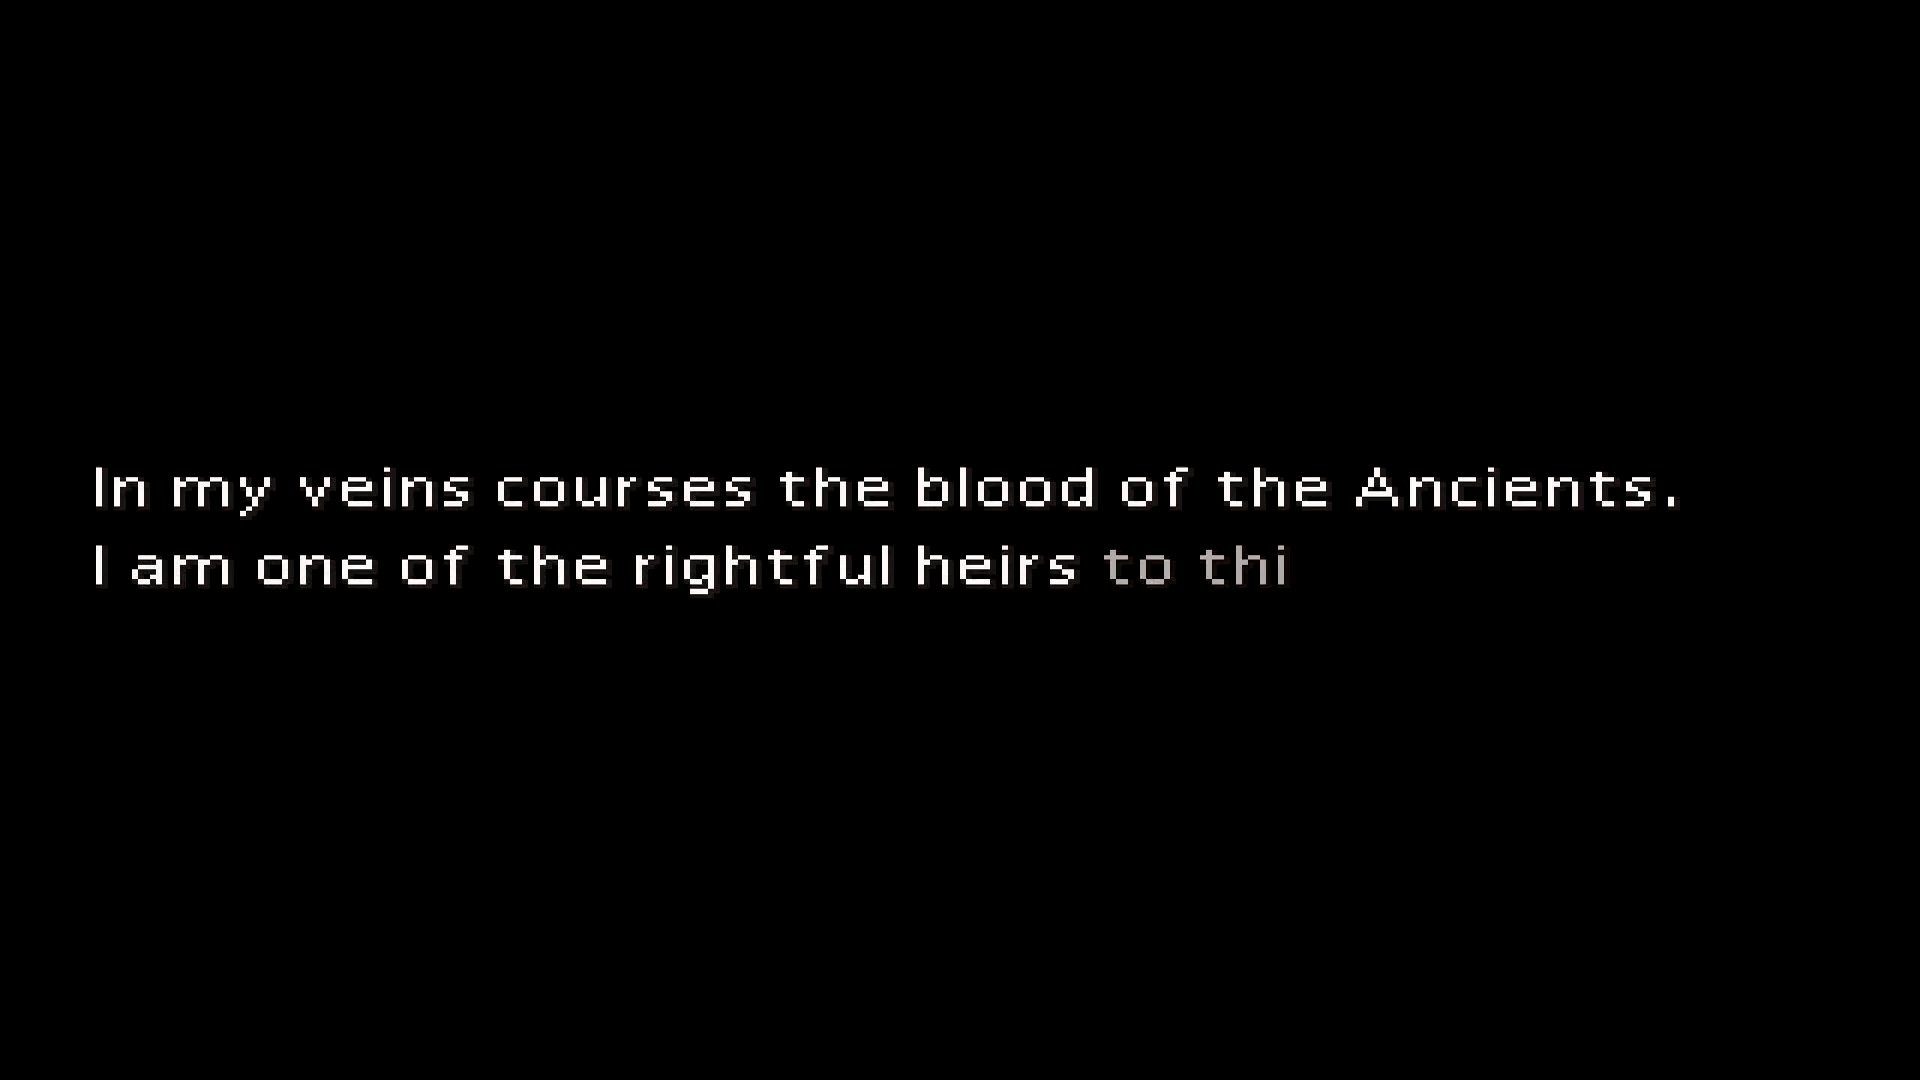 In my veins courses the blood of the Ancients.
I am one of the rightful heirs to thi